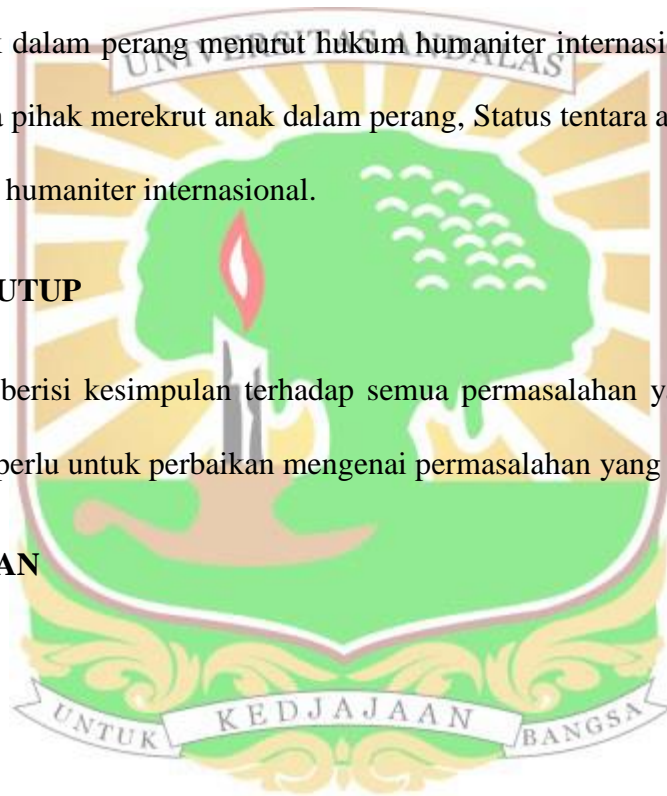 k dalam perang menurut hukum humaniter internasi
UNIVERSITAS ANDALAS
a pihak merekrut anak dalam perang, Status tentara a
humaniter internasional.
UTUP
berisi kesimpulan terhadap semua permasalahan ya
perlu untuk perbaikan mengenai permasalahan yang
AN
UNTUK KEDJAJAAN BANGSA